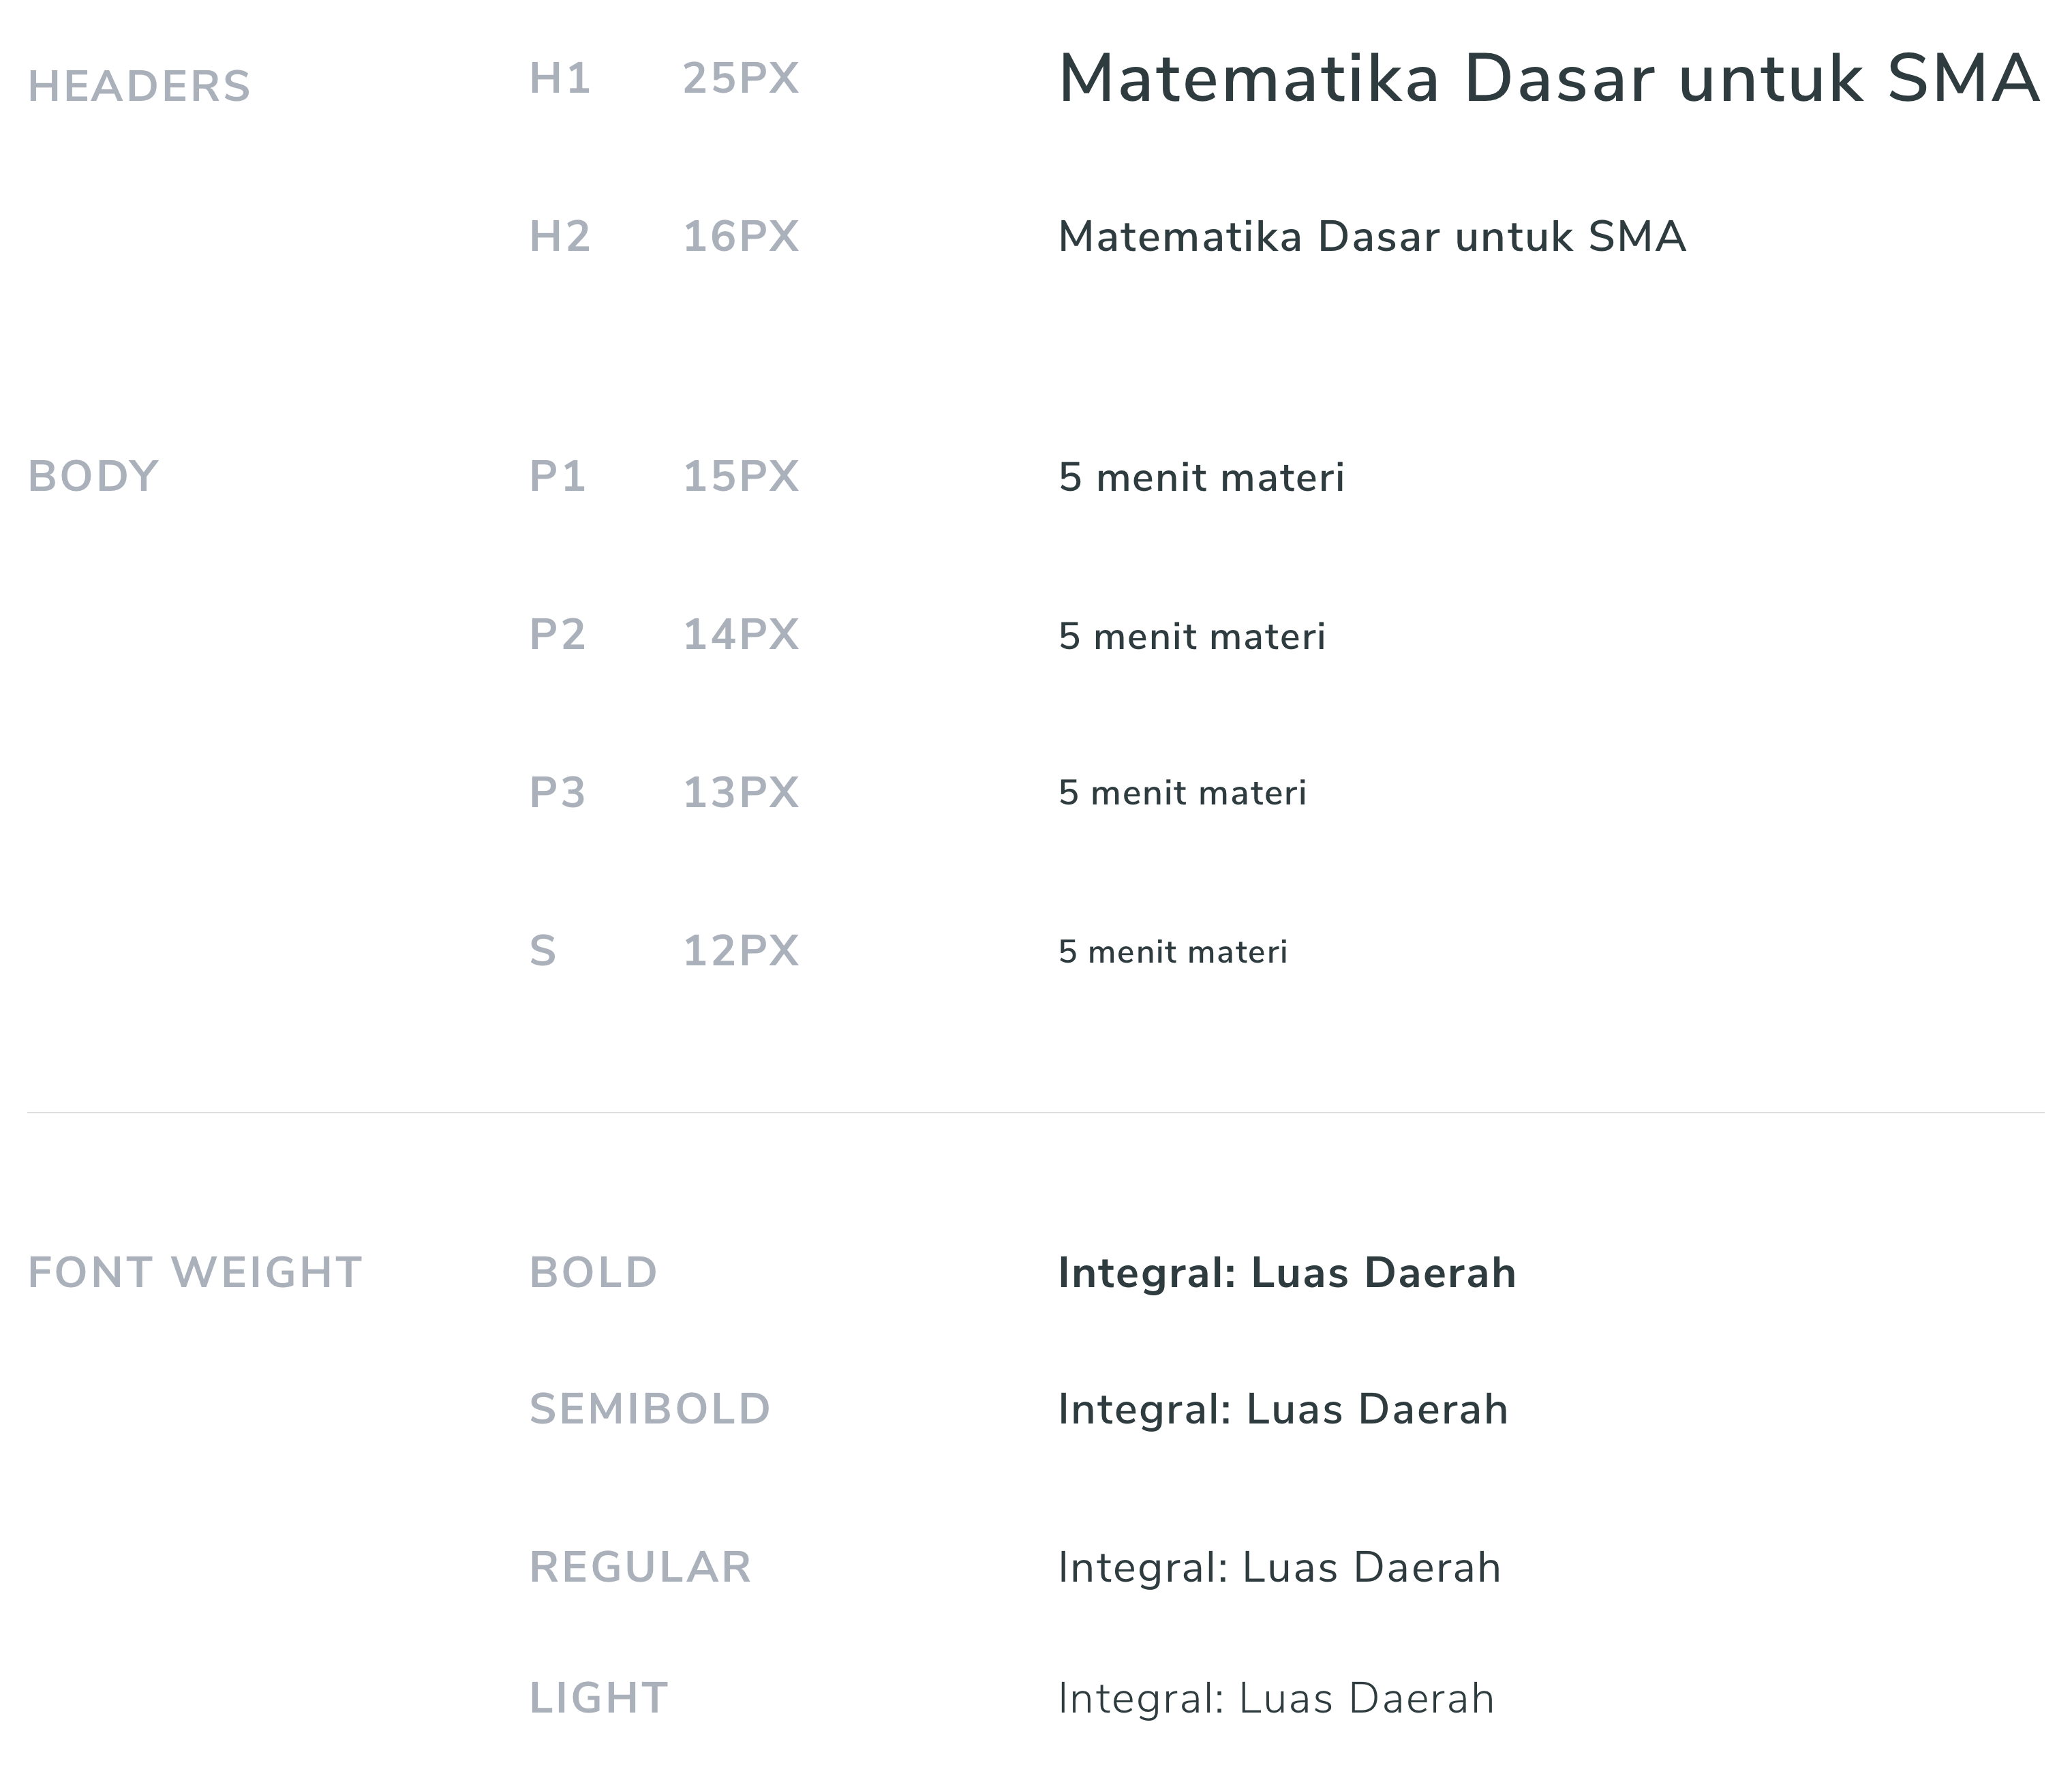 HEADERS H1 25PX Matematika Dasar untuk SMA
H2 16PX Matematika Dasar untuk SMA
BODY P1 15PX 5 menit materi
P2 14PX 5 menit materi
P3 13PX 5 menit materi
S 12PX 5 menit materi
FONT WEIGHT BOLD Integral: Luas Daerah
SEMIBOLD Integral: Luas Daerah
REGULAR Integral: Luas Daerah
LIGHT Integral: Luas Daerah